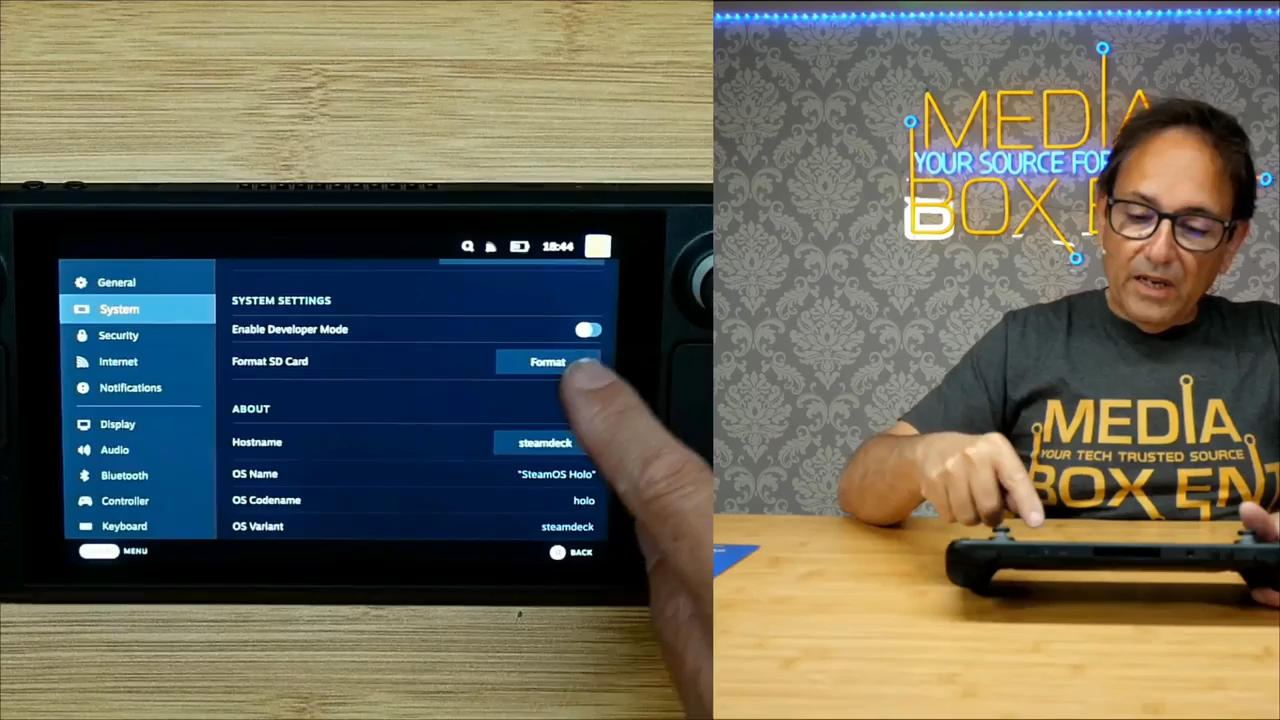 18:44
General
System
Security
Internet
Notifications
Display
Audio
Bluetooth
Controller
Keyboard
SYSTEM SETTINGS
Enable Developer Mode
Format SD Card
Format
ABOUT
Hostname
steamdeck
OS Name
"SteamOS Holo"
OS Codename
holo
OS Variant
steamdeck
MENU
BACK
MEDIA
YOUR SOURCE FOR
BOX E
MEDIA
YOUR TECH TRUSTED SOURCE
BOX EN